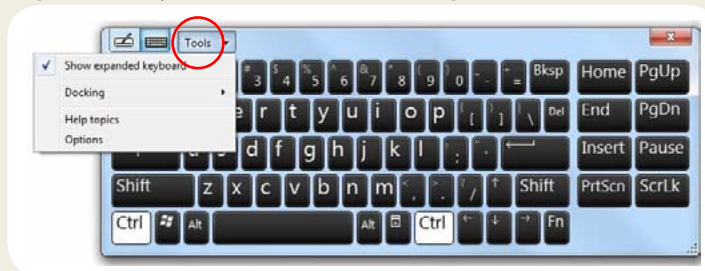 Tools
Show expanded keyboard
Docking
Help topics
Options
# 3 $ 4 % 5 ^ 6 & 7 * 8 ( 9 ) 0 _ - + = Bksp Home PgUp
e r t y u i o p { [ } ] | \ Del End PgDn
d f g h j k l : ; " ' Insert Pause
Shift z x c v b n m < , > . ? / ↑ Shift PrtScn ScrLk
Ctrl Alt Alt Ctrl ← ↓ → Fn